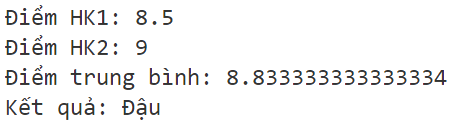 Điểm HK1: 8.5
Điểm HK2: 9
Điểm trung bình: 8.833333333333334
Kết quả: Đậu